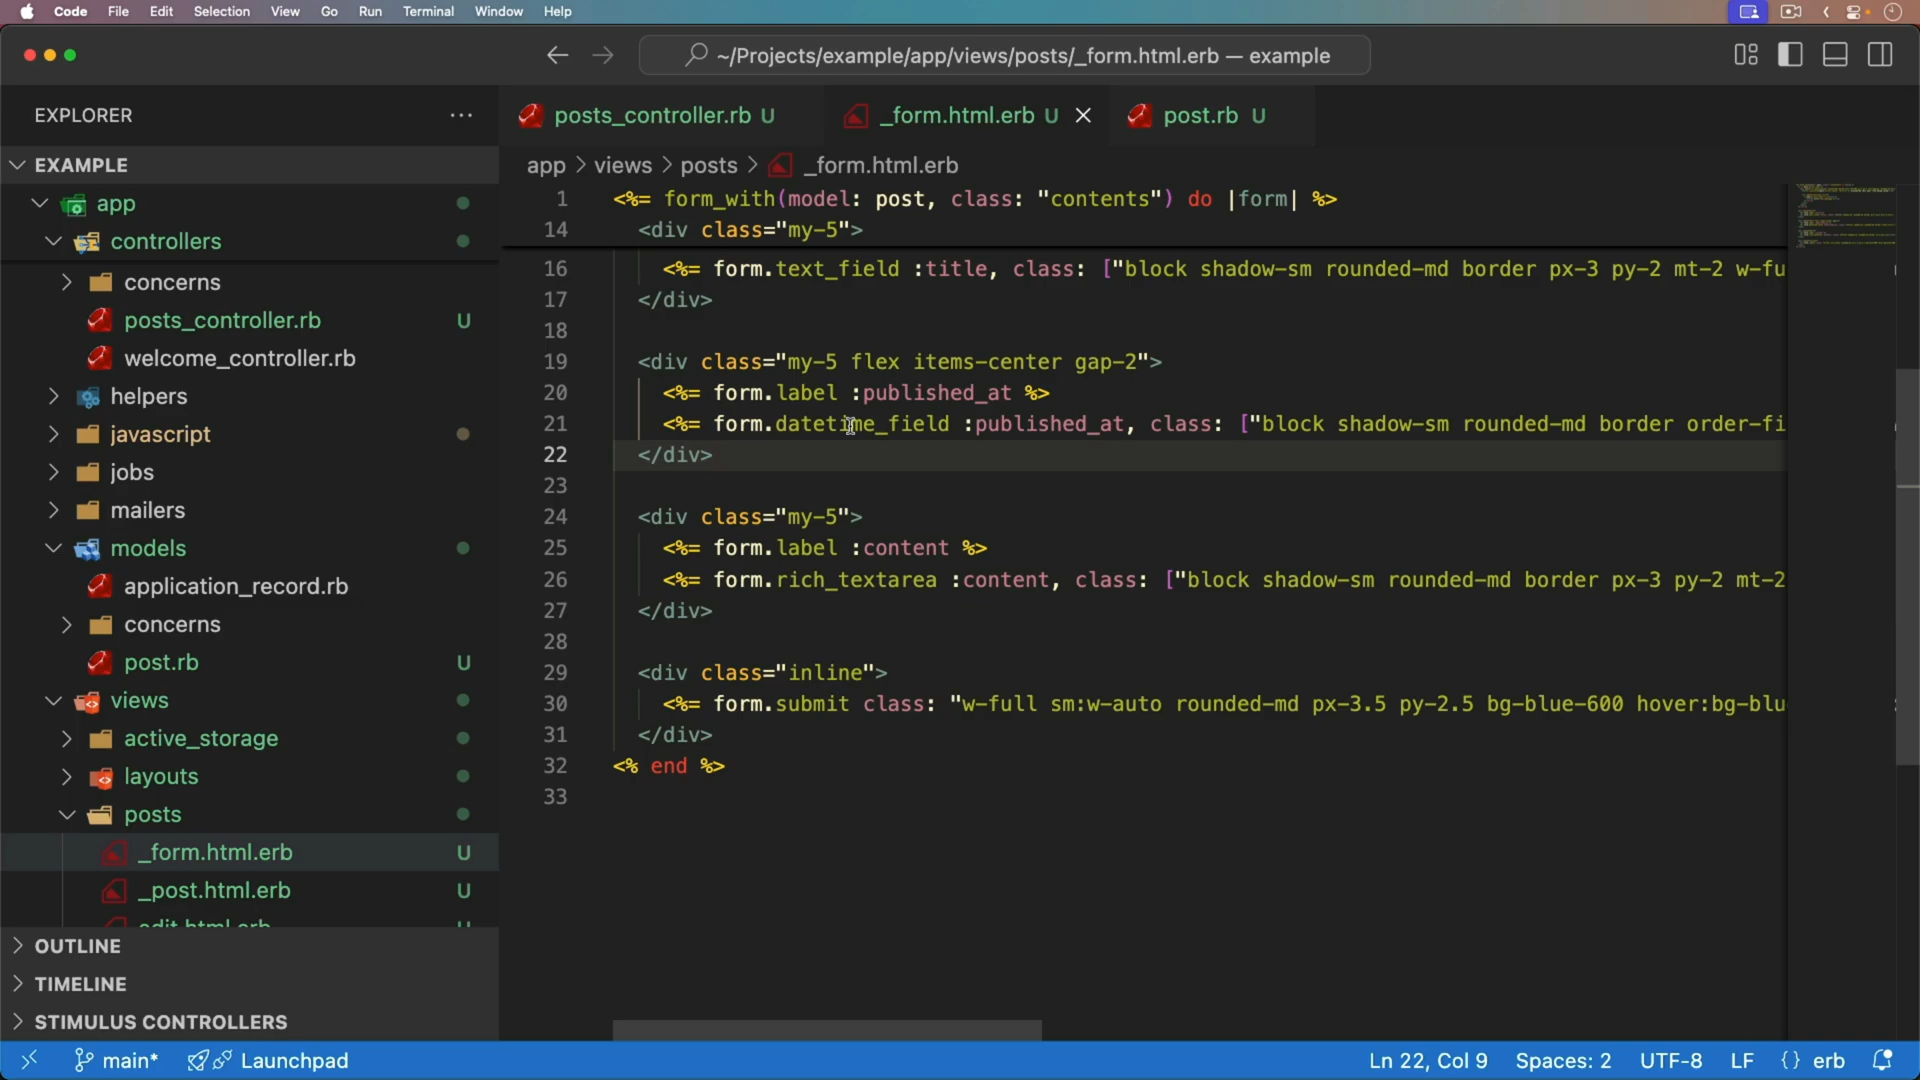 Code File Edit Selection View Go Run Terminal Window Help
~/Projects/example/app/views/posts/_form.html.erb — example
EXPLORER
EXAMPLE
app
controllers
concerns
posts_controller.rb U
welcome_controller.rb
helpers
javascript
jobs
mailers
models
application_record.rb
concerns
post.rb U
views
active_storage
layouts
posts
_form.html.erb U
_post.html.erb U
edit.html.erb U
OUTLINE
TIMELINE
STIMULUS CONTROLLERS
posts_controller.rb U _form.html.erb U post.rb U
app > views > posts > _form.html.erb
1 <%= form_with(model: post, class: "contents") do |form| %>
14 <div class="my-5">
16 <%= form.text_field :title, class: ["block shadow-sm rounded-md border px-3 py-2 mt-2 w-fu
17 </div>
18
19 <div class="my-5 flex items-center gap-2">
20 <%= form.label :published_at %>
21 <%= form.datetime_field :published_at, class: ["block shadow-sm rounded-md border order-fi
22 </div>
23
24 <div class="my-5">
25 <%= form.label :content %>
26 <%= form.rich_textarea :content, class: ["block shadow-sm rounded-md border px-3 py-2 mt-2
27 </div>
28
29 <div class="inline">
30 <%= form.submit class: "w-full sm:w-auto rounded-md px-3.5 py-2.5 bg-blue-600 hover:bg-blu
31 </div>
32 <% end %>
33
main* Launchpad Ln 22, Col 9 Spaces: 2 UTF-8 LF {} erb